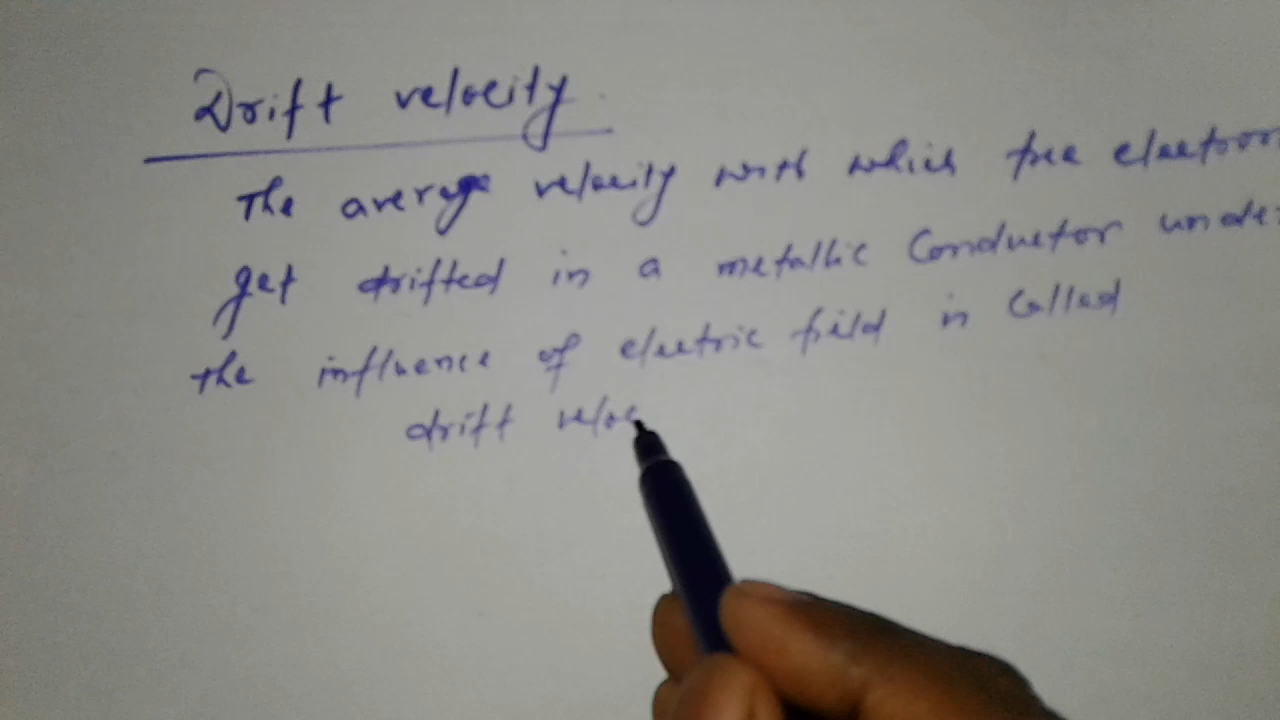 Drift velocity
The average velocity with which free electron
get drifted in a metallic Conductor under
the influence of electric field is Called
drift veloc